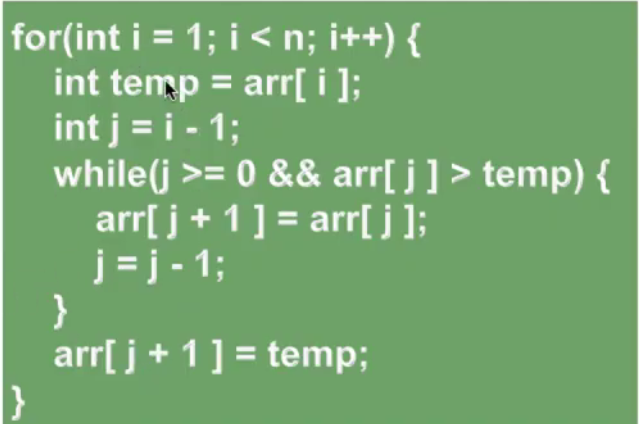 for(int i = 1; i < n; i++) {
int temp = arr[ i ];
int j = i - 1;
while(j >= 0 && arr[ j ] > temp) {
arr[ j + 1 ] = arr[ j ];
j = j - 1;
}
arr[ j + 1 ] = temp;
}